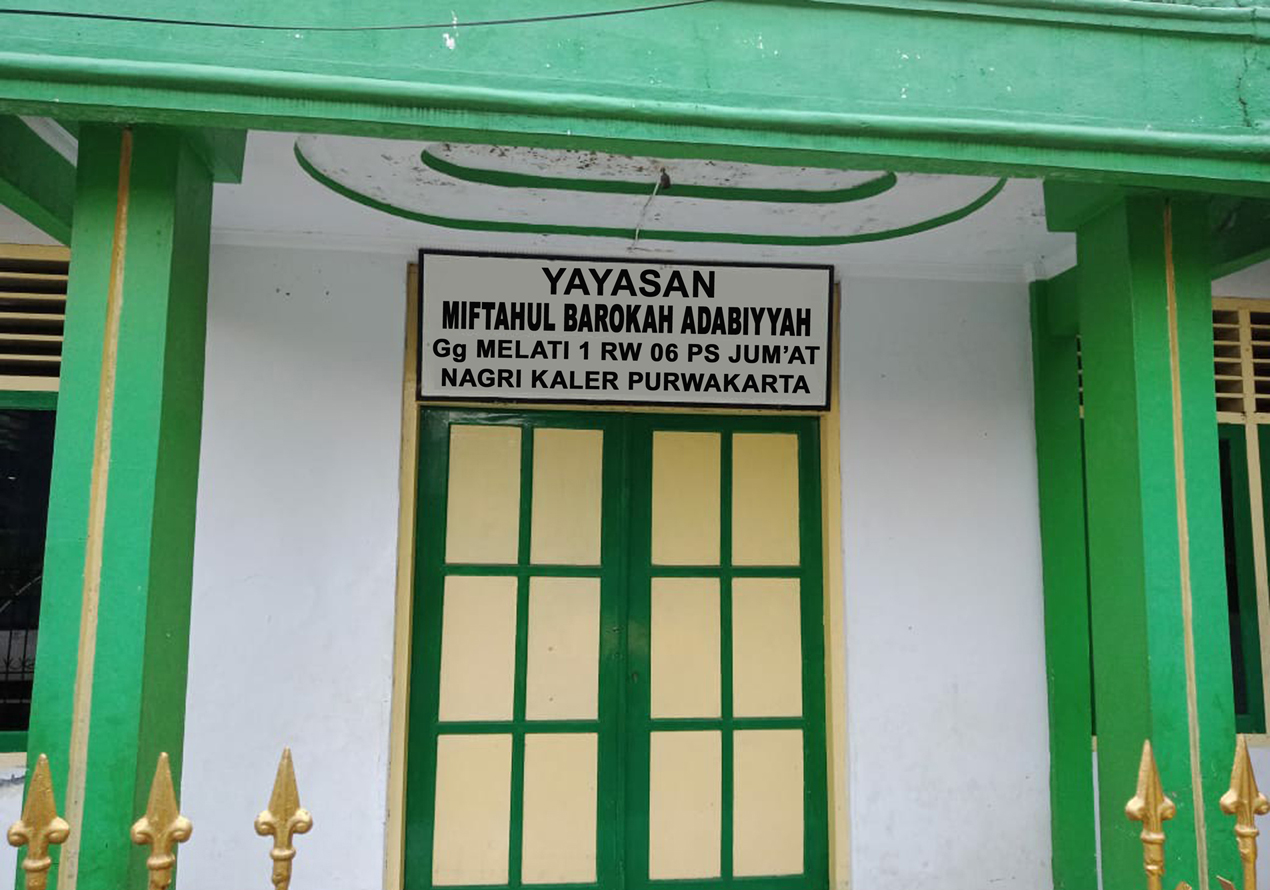 YAYASAN
MIFTAHUL BAROKAH ADABIYYAH
Gg MELATI 1 RW 06 PS JUM’AT
NAGRI KALER PURWAKARTA